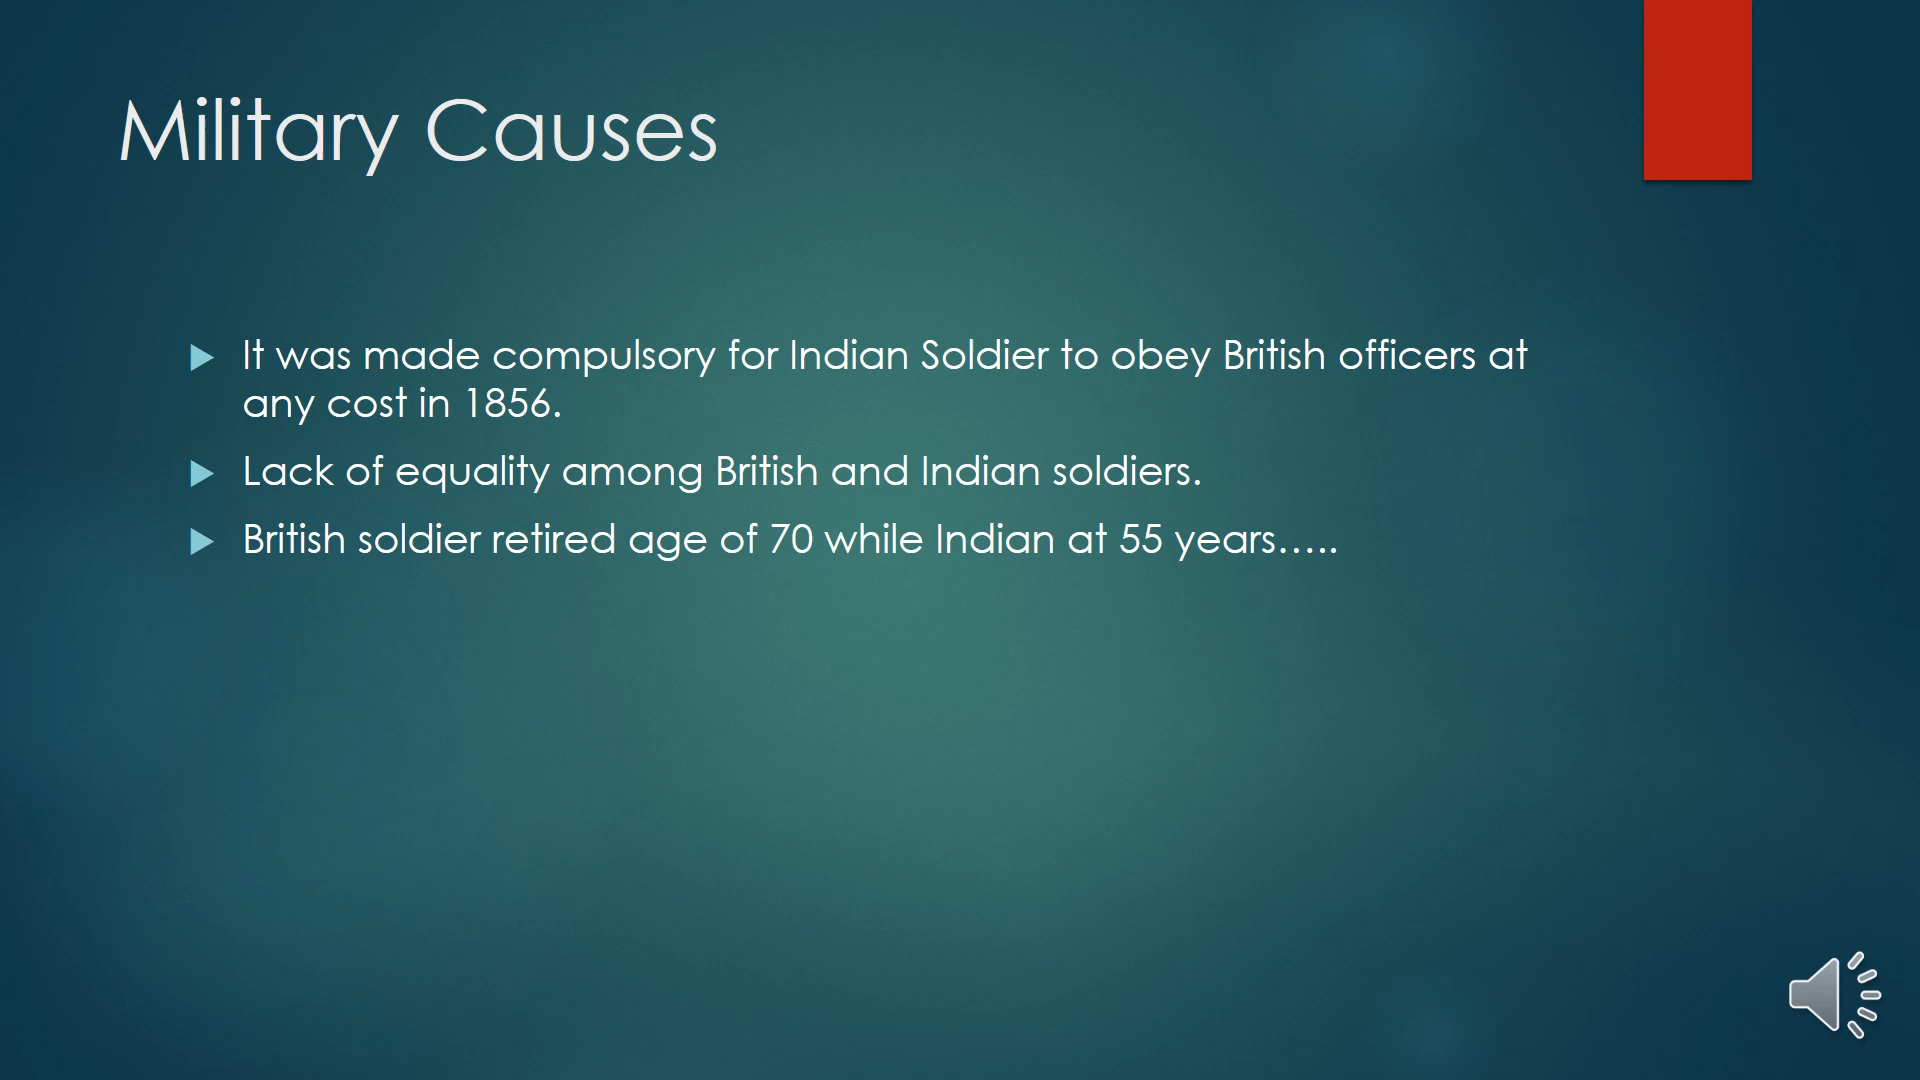 Military Causes
It was made compulsory for Indian Soldier to obey British officers at
any cost in 1856.
Lack of equality among British and Indian soldiers.
British soldier retired age of 70 while Indian at 55 years…..